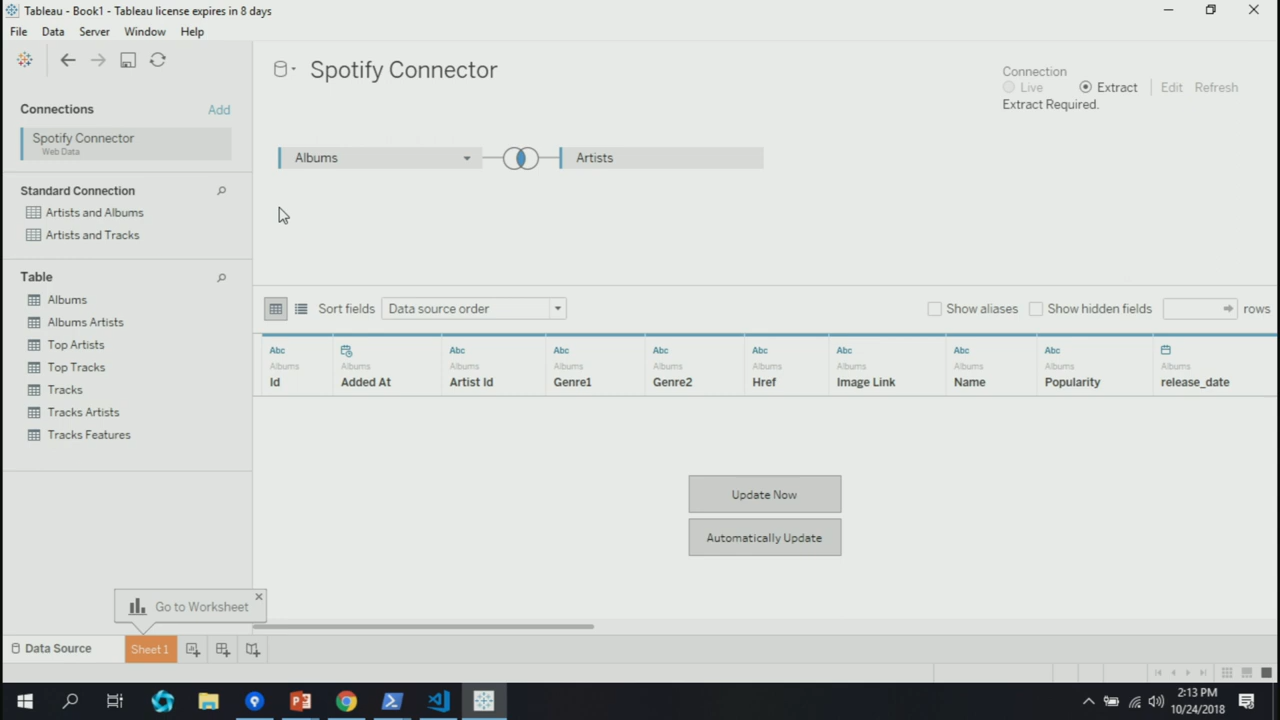 Tableau - Book1 - Tableau license expires in 8 days
File Data Server Window Help
Connections Add
Spotify Connector
Web Data
Standard Connection
Artists and Albums
Artists and Tracks
Table
Albums
Albums Artists
Top Artists
Top Tracks
Tracks
Tracks Artists
Tracks Features
Spotify Connector
Connection
Live Extract Edit Refresh
Extract Required.
Albums Artists
Sort fields Data source order Show aliases Show hidden fields rows
Abc Abc Abc Abc Abc Abc Abc Abc
Albums Albums Albums Albums Albums Albums Albums Albums Albums Albums
Id Added At Artist Id Genre1 Genre2 Href Image Link Name Popularity release_date
Update Now
Automatically Update
Go to Worksheet
Data Source Sheet 1
2:13 PM
10/24/2018